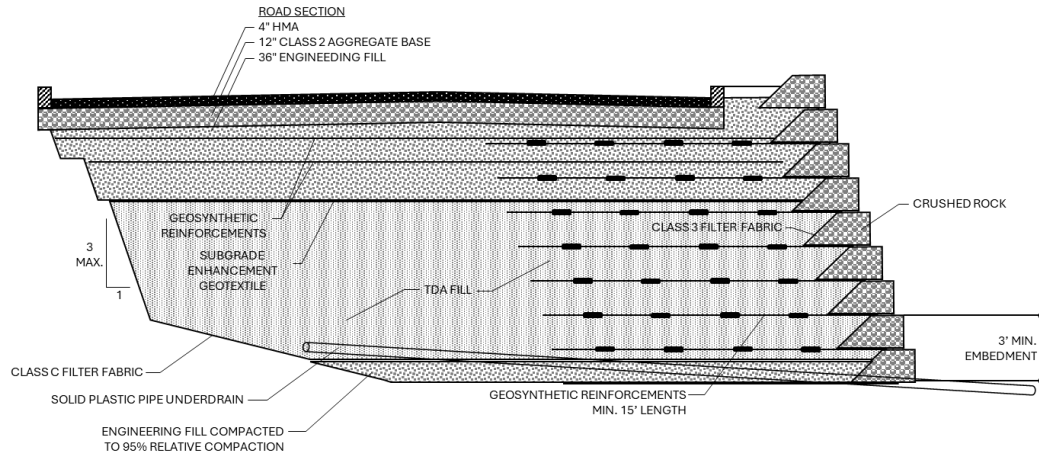 ROAD SECTION
4" HMA
12" CLASS 2 AGGREGATE BASE
36" ENGINEEDING FILL
GEOSYNTHETIC
REINFORCEMENTS
SUBGRADE
ENHANCEMENT
GEOTEXTILE
CRUSHED ROCK
CLASS 3 FILTER FABRIC
3
MAX.
1
TDA FILL
3' MIN.
EMBEDMENT
CLASS C FILTER FABRIC
SOLID PLASTIC PIPE UNDERDRAIN
GEOSYNTHETIC REINFORCEMENTS
MIN. 15' LENGTH
ENGINEERING FILL COMPACTED
TO 95% RELATIVE COMPACTION